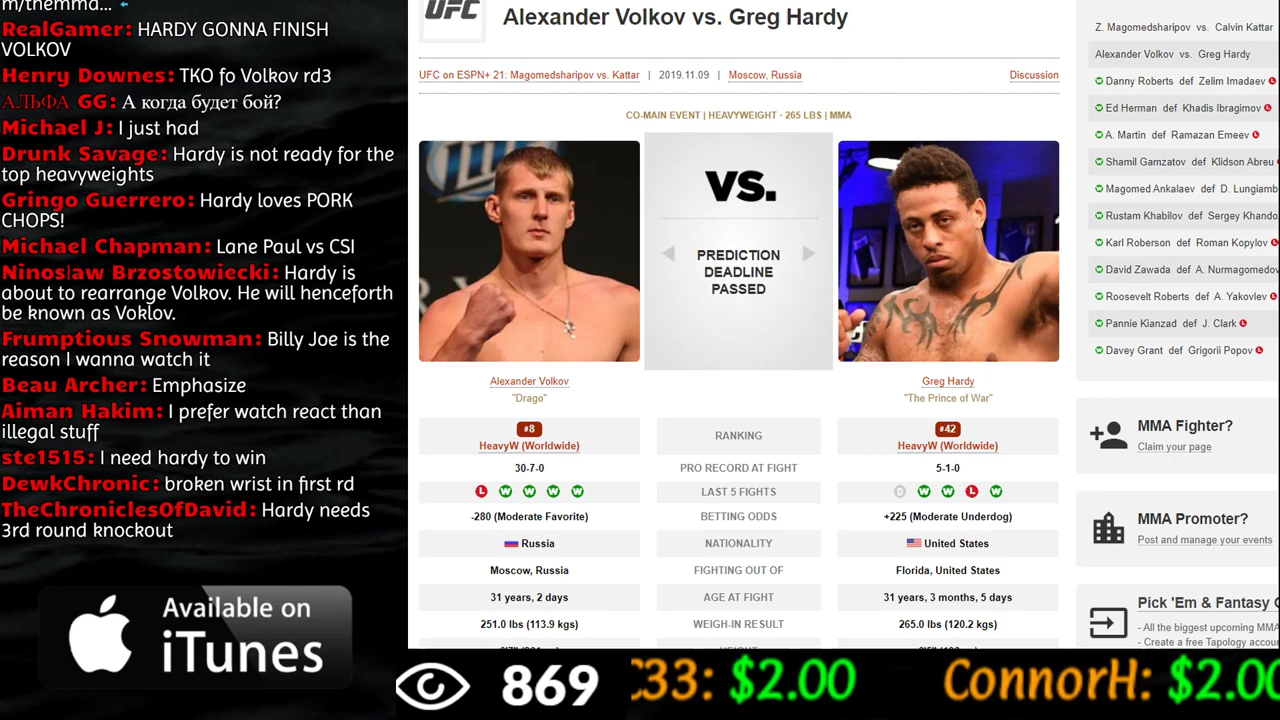 m/themma...
RealGamer: HARDY GONNA FINISH
VOLKOV
Henry Downes: TKO fo Volkov rd3
АЛЬФА GG: А когда будет бой?
Michael J: I just had
Drunk Savage: Hardy is not ready for the
top heavyweights
Gringo Guerrero: Hardy loves PORK
CHOPS!
Michael Chapman: Lane Paul vs CSI
Ninoslaw Brzostowiecki: Hardy is
about to rearrange Volkov. He will henceforth
be known as Voklov.
Frumptious Snowman: Billy Joe is the
reason I wanna watch it
Beau Archer: Emphasize
Aiman Hakim: I prefer watch react than
illegal stuff
ste1515: I need hardy to win
DewkChronic: broken wrist in first rd
TheChroniclesOfDavid: Hardy needs
3rd round knockout
Available on
iTunes
UFC
Alexander Volkov vs. Greg Hardy
UFC on ESPN+ 21: Magomedsharipov vs. Kattar | 2019.11.09 | Moscow, Russia Discussion
CO-MAIN EVENT | HEAVYWEIGHT · 265 LBS | MMA
VS.
PREDICTION
DEADLINE
PASSED
Alexander Volkov Greg Hardy
"Drago" "The Prince of War"
#8 RANKING #42
HeavyW (Worldwide) HeavyW (Worldwide)
30-7-0 PRO RECORD AT FIGHT 5-1-0
L W W W W LAST 5 FIGHTS D W W L W
-280 (Moderate Favorite) BETTING ODDS +225 (Moderate Underdog)
Russia NATIONALITY United States
Moscow, Russia FIGHTING OUT OF Florida, United States
31 years, 2 days AGE AT FIGHT 31 years, 3 months, 5 days
251.0 lbs (113.9 kgs) WEIGH-IN RESULT 265.0 lbs (120.2 kgs)
Z. Magomedsharipov vs. Calvin Kattar
Alexander Volkov vs. Greg Hardy
W Danny Roberts def Zelim Imadaev L
W Ed Herman def Khadis Ibragimov L
W A. Martin def Ramazan Emeev L
W Shamil Gamzatov def Klidson Abreu
W Magomed Ankalaev def D. Lungiamb
W Rustam Khabilov def Sergey Khando
W Karl Roberson def Roman Kopylov L
W David Zawada def A. Nurmagomedov
W Roosevelt Roberts def A. Yakovlev L
W Pannie Kianzad def J. Clark L
W Davey Grant def Grigorii Popov L
MMA Fighter?
Claim your page
MMA Promoter?
Post and manage your events
Pick 'Em & Fantasy
- All the biggest upcoming MMA
- Create a free Tapology accou
869 C33: $2.00 ConnorH: $2.00